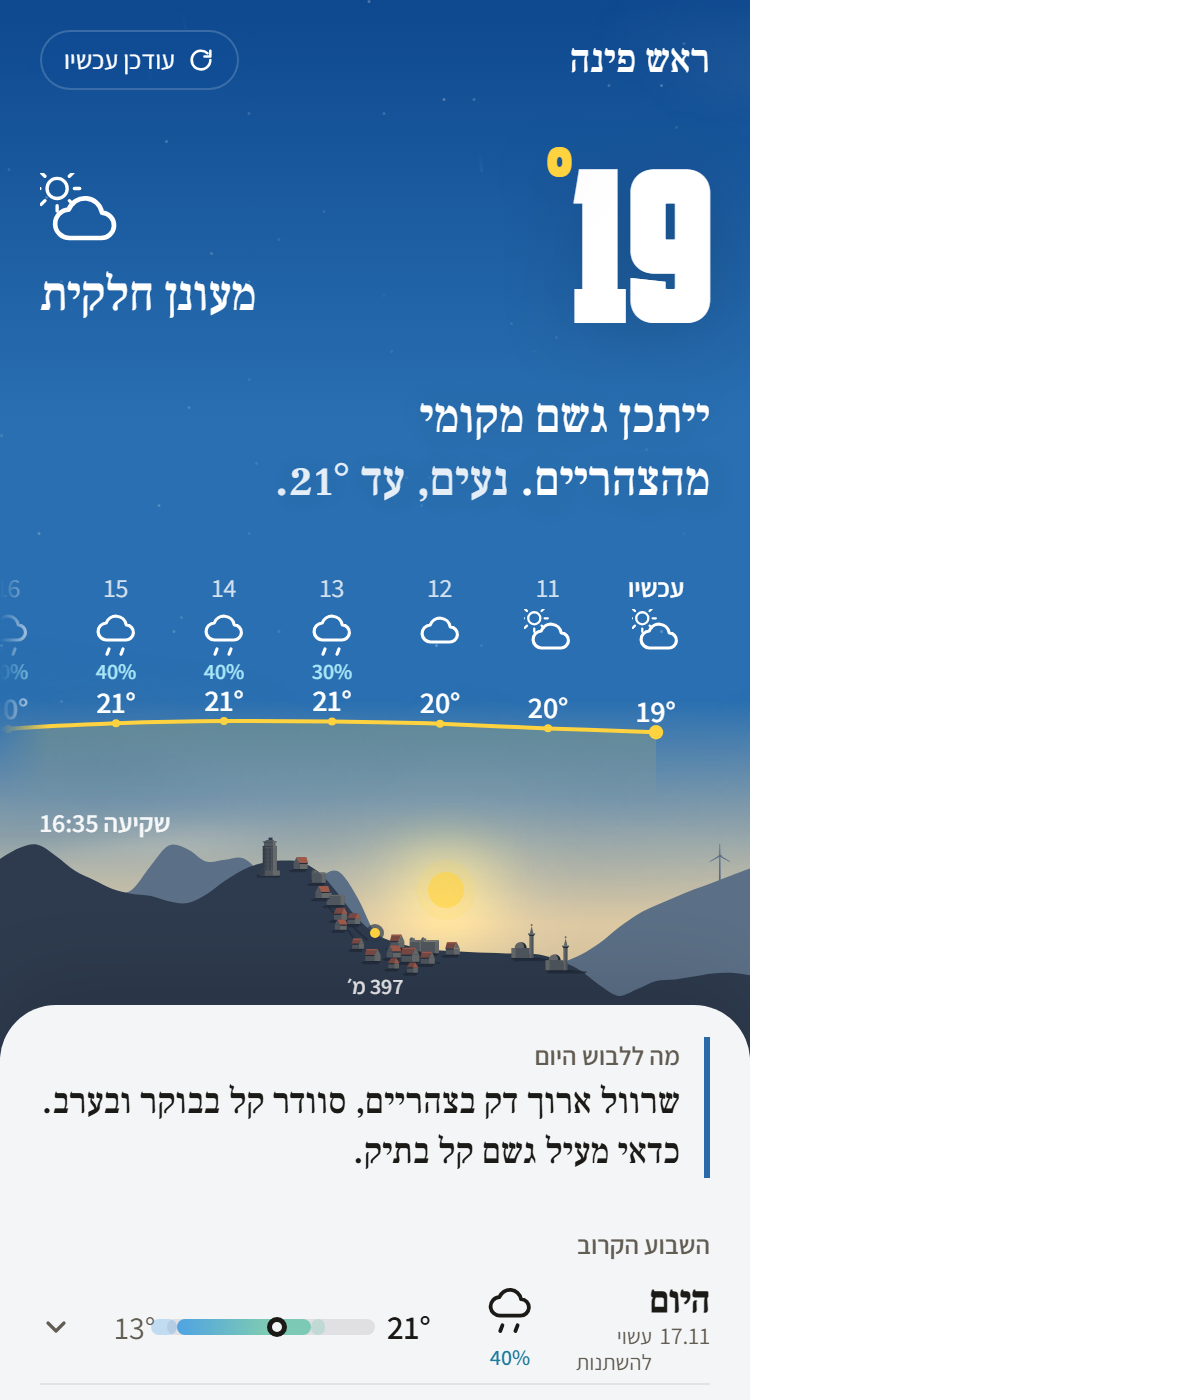 ראש פינה
עודכן עכשיו
19°
מעונן חלקית
ייתכן גשם מקומי
מהצהריים. נעים, עד 21°.
עכשיו 11 12 13 14 15
30% 40% 40%
19° 20° 20° 21° 21° 21°
שקיעה 16:35
397 מ׳
מה ללבוש היום
שרוול ארוך דק בצהריים, סוודר קל בבוקר ובערב.
כדאי מעיל גשם קל בתיק.
השבוע הקרוב
היום
17.11 עשוי
להשתנות
40%
21° 13°